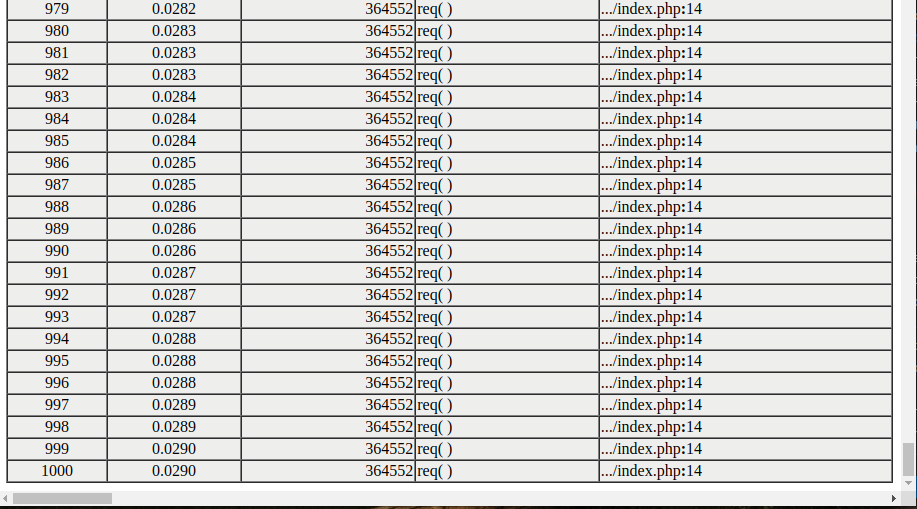 979 0.0282 364552 req( ) .../index.php:14
980 0.0283 364552 req( ) .../index.php:14
981 0.0283 364552 req( ) .../index.php:14
982 0.0283 364552 req( ) .../index.php:14
983 0.0284 364552 req( ) .../index.php:14
984 0.0284 364552 req( ) .../index.php:14
985 0.0284 364552 req( ) .../index.php:14
986 0.0285 364552 req( ) .../index.php:14
987 0.0285 364552 req( ) .../index.php:14
988 0.0286 364552 req( ) .../index.php:14
989 0.0286 364552 req( ) .../index.php:14
990 0.0286 364552 req( ) .../index.php:14
991 0.0287 364552 req( ) .../index.php:14
992 0.0287 364552 req( ) .../index.php:14
993 0.0287 364552 req( ) .../index.php:14
994 0.0288 364552 req( ) .../index.php:14
995 0.0288 364552 req( ) .../index.php:14
996 0.0288 364552 req( ) .../index.php:14
997 0.0289 364552 req( ) .../index.php:14
998 0.0289 364552 req( ) .../index.php:14
999 0.0290 364552 req( ) .../index.php:14
1000 0.0290 364552 req( ) .../index.php:14